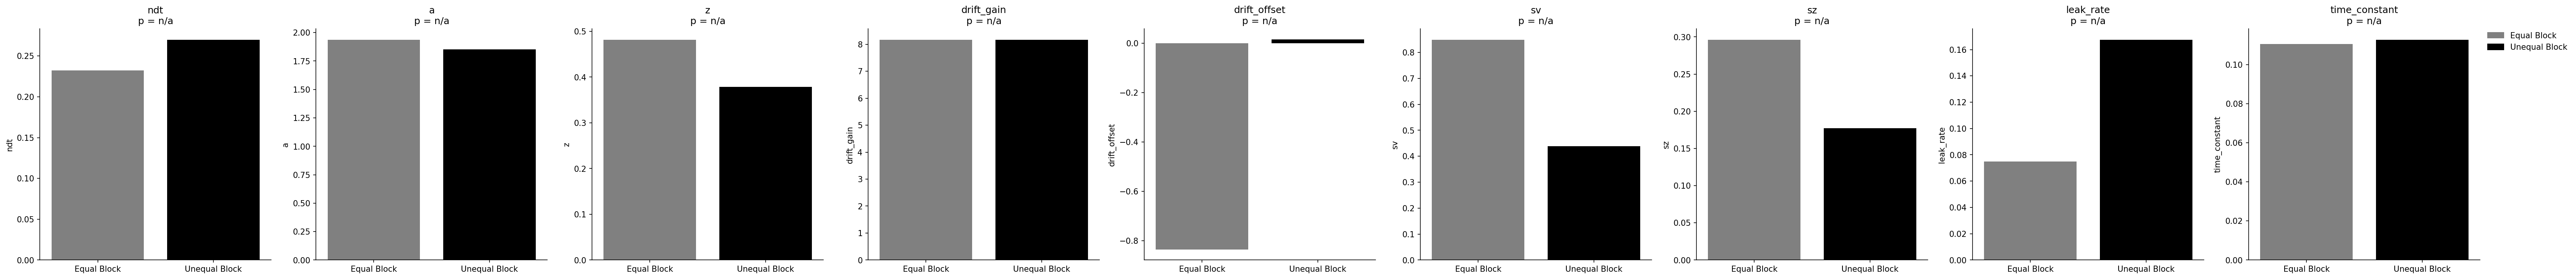 ndt
p = n/a
ndt
0.25
0.20
0.15
0.10
0.05
0.00
Equal Block Unequal Block
a
p = n/a
a
2.00
1.75
1.50
1.25
1.00
0.75
0.50
0.25
0.00
Equal Block Unequal Block
z
p = n/a
z
0.5
0.4
0.3
0.2
0.1
0.0
Equal Block Unequal Block
drift_gain
p = n/a
drift_gain
8
7
6
5
4
3
2
1
0
Equal Block Unequal Block
drift_offset
p = n/a
drift_offset
0.0
−0.2
−0.4
−0.6
−0.8
Equal Block Unequal Block
sv
p = n/a
sv
0.8
0.7
0.6
0.5
0.4
0.3
0.2
0.1
0.0
Equal Block Unequal Block
sz
p = n/a
sz
0.30
0.25
0.20
0.15
0.10
0.05
0.00
Equal Block Unequal Block
leak_rate
p = n/a
leak_rate
0.16
0.14
0.12
0.10
0.08
0.06
0.04
0.02
0.00
Equal Block Unequal Block
time_constant
p = n/a
time_constant
0.10
0.08
0.06
0.04
0.02
0.00
Equal Block Unequal Block
Equal Block
Unequal Block